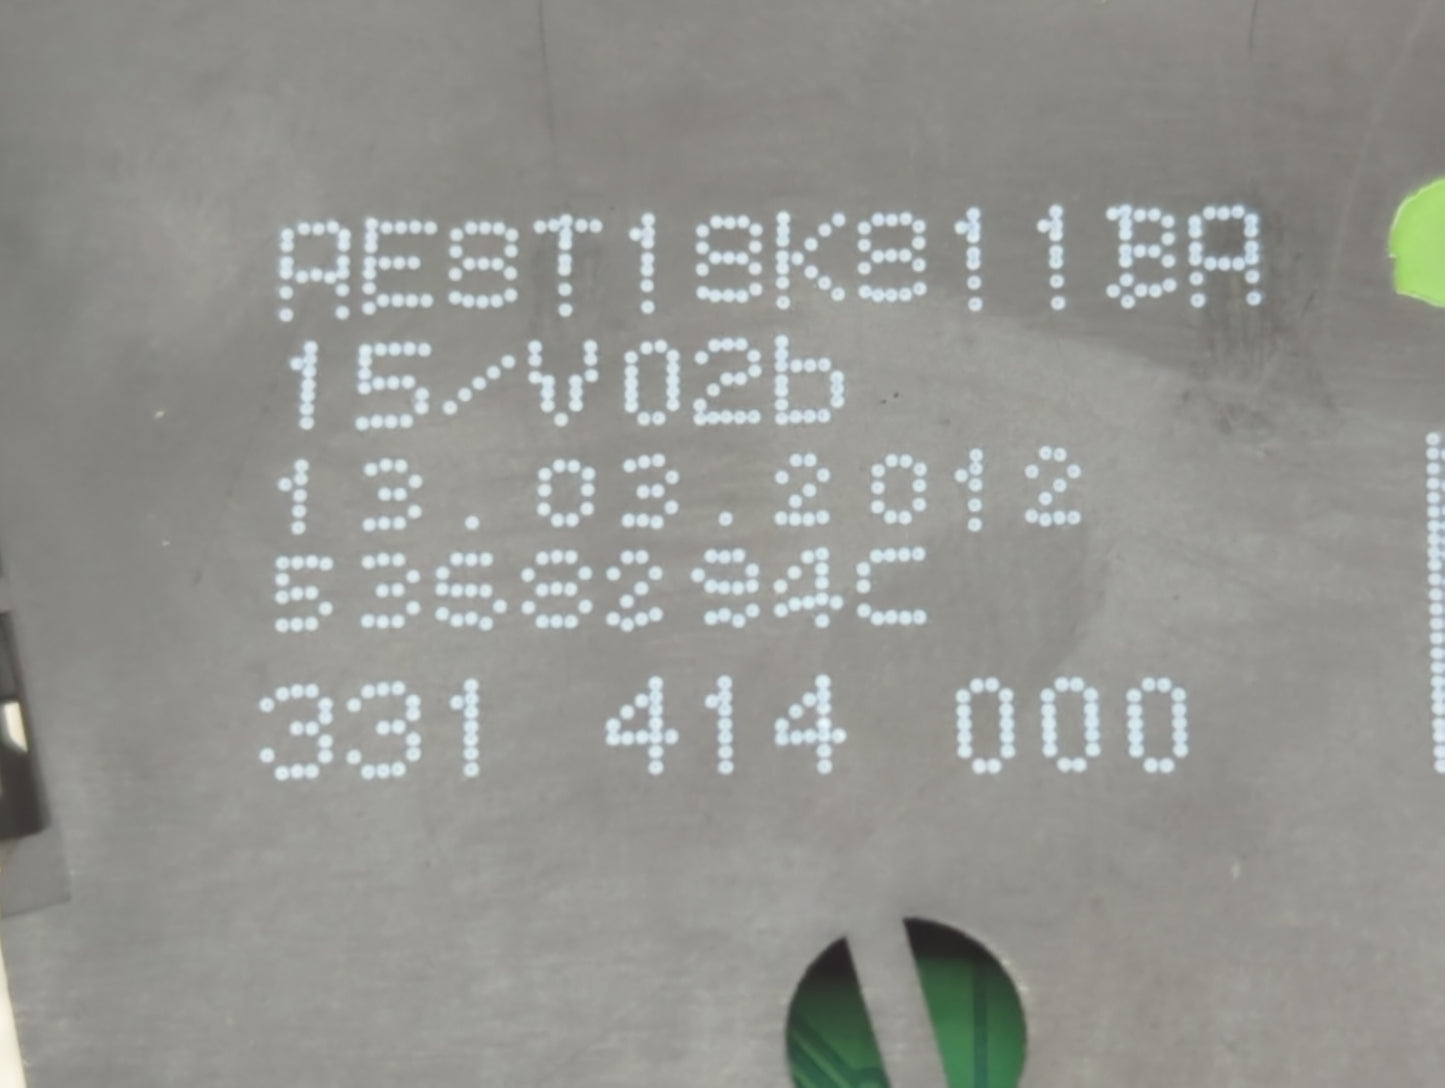 AE8T18K811BA
15/V02b
13.03.2012
5368294C
331 414 000